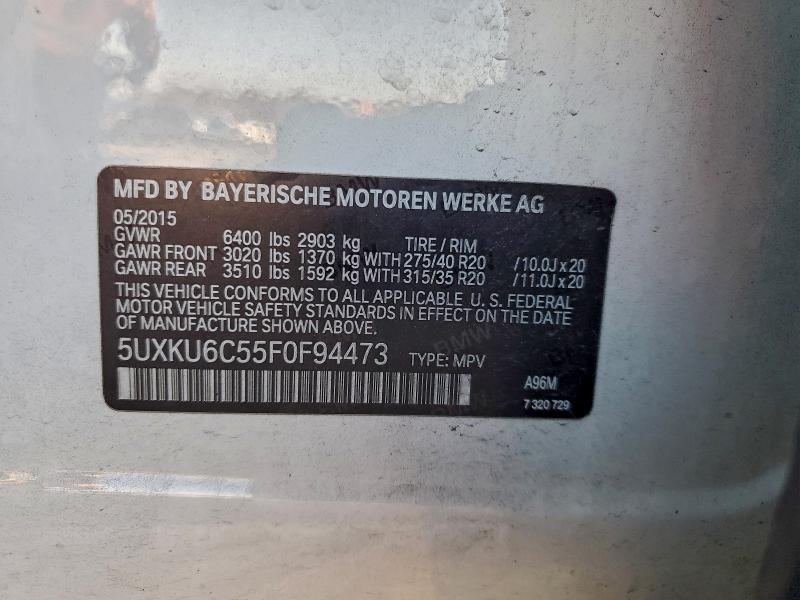 MFD BY BAYERISCHE MOTOREN WERKE AG
05/2015
GVWR 6400 lbs 2903 kg TIRE / RIM
GAWR FRONT 3020 lbs 1370 kg WITH 275/40 R20 /10.0J x 20
GAWR REAR 3510 lbs 1592 kg WITH 315/35 R20 /11.0J x 20
THIS VEHICLE CONFORMS TO ALL APPLICABLE U.S. FEDERAL
MOTOR VEHICLE SAFETY STANDARDS IN EFFECT ON THE DATE
OF MANUFACTURE SHOWN ABOVE.
5UXKU6C55F0F94473 TYPE: MPV
A96M
7 320 729